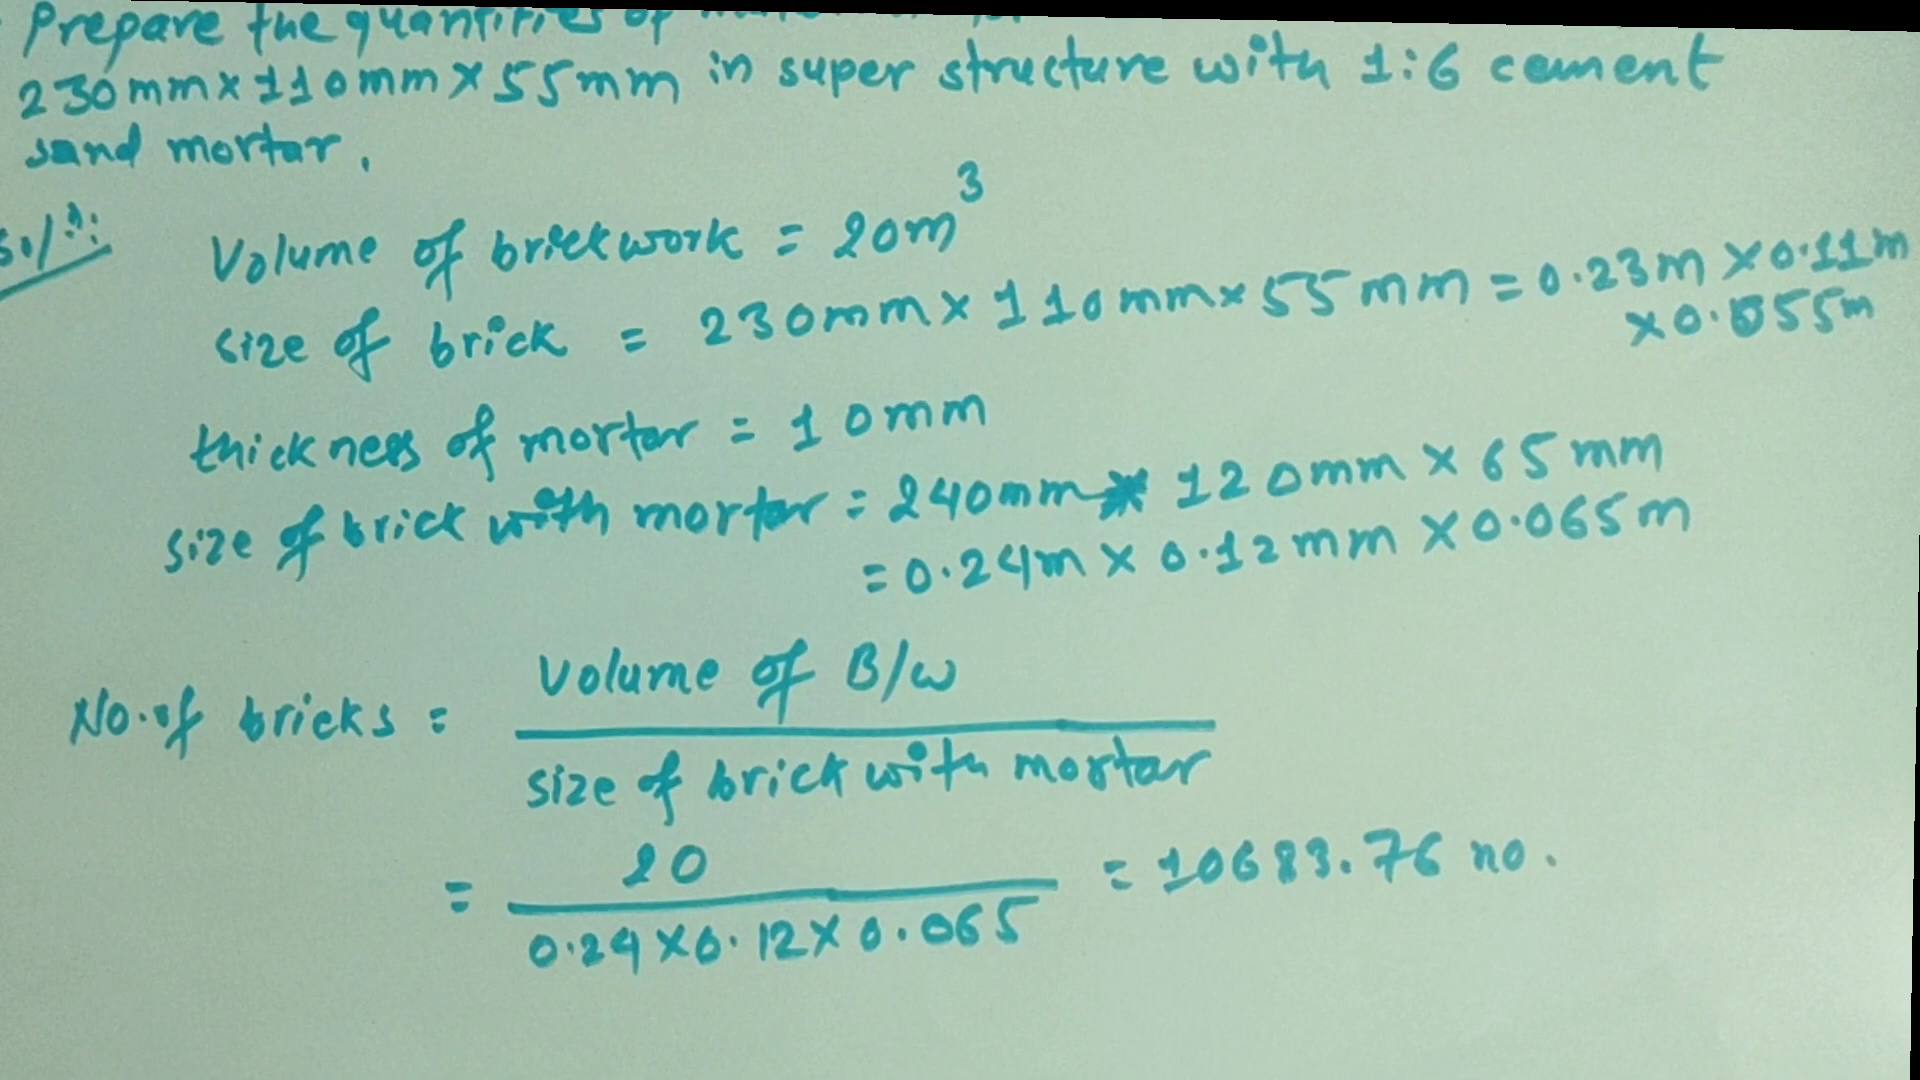 Prepare the quantities of
230mm x 110mm x 55mm in super structure with 1:6 cement
sand mortar.
Volume of brickwork = 20m³
size of brick = 230mm x 110mm x 55mm = 0.23m x 0.11m
x 0.055m
thickness of mortar = 10mm
size of brick with mortar = 240mm x 120mm x 65mm
= 0.24m x 0.12mm x 0.065m
No. of bricks = Volume of B/w
size of brick with mortar
= 20 = 10683.76 no.
0.24 x 0.12 x 0.065